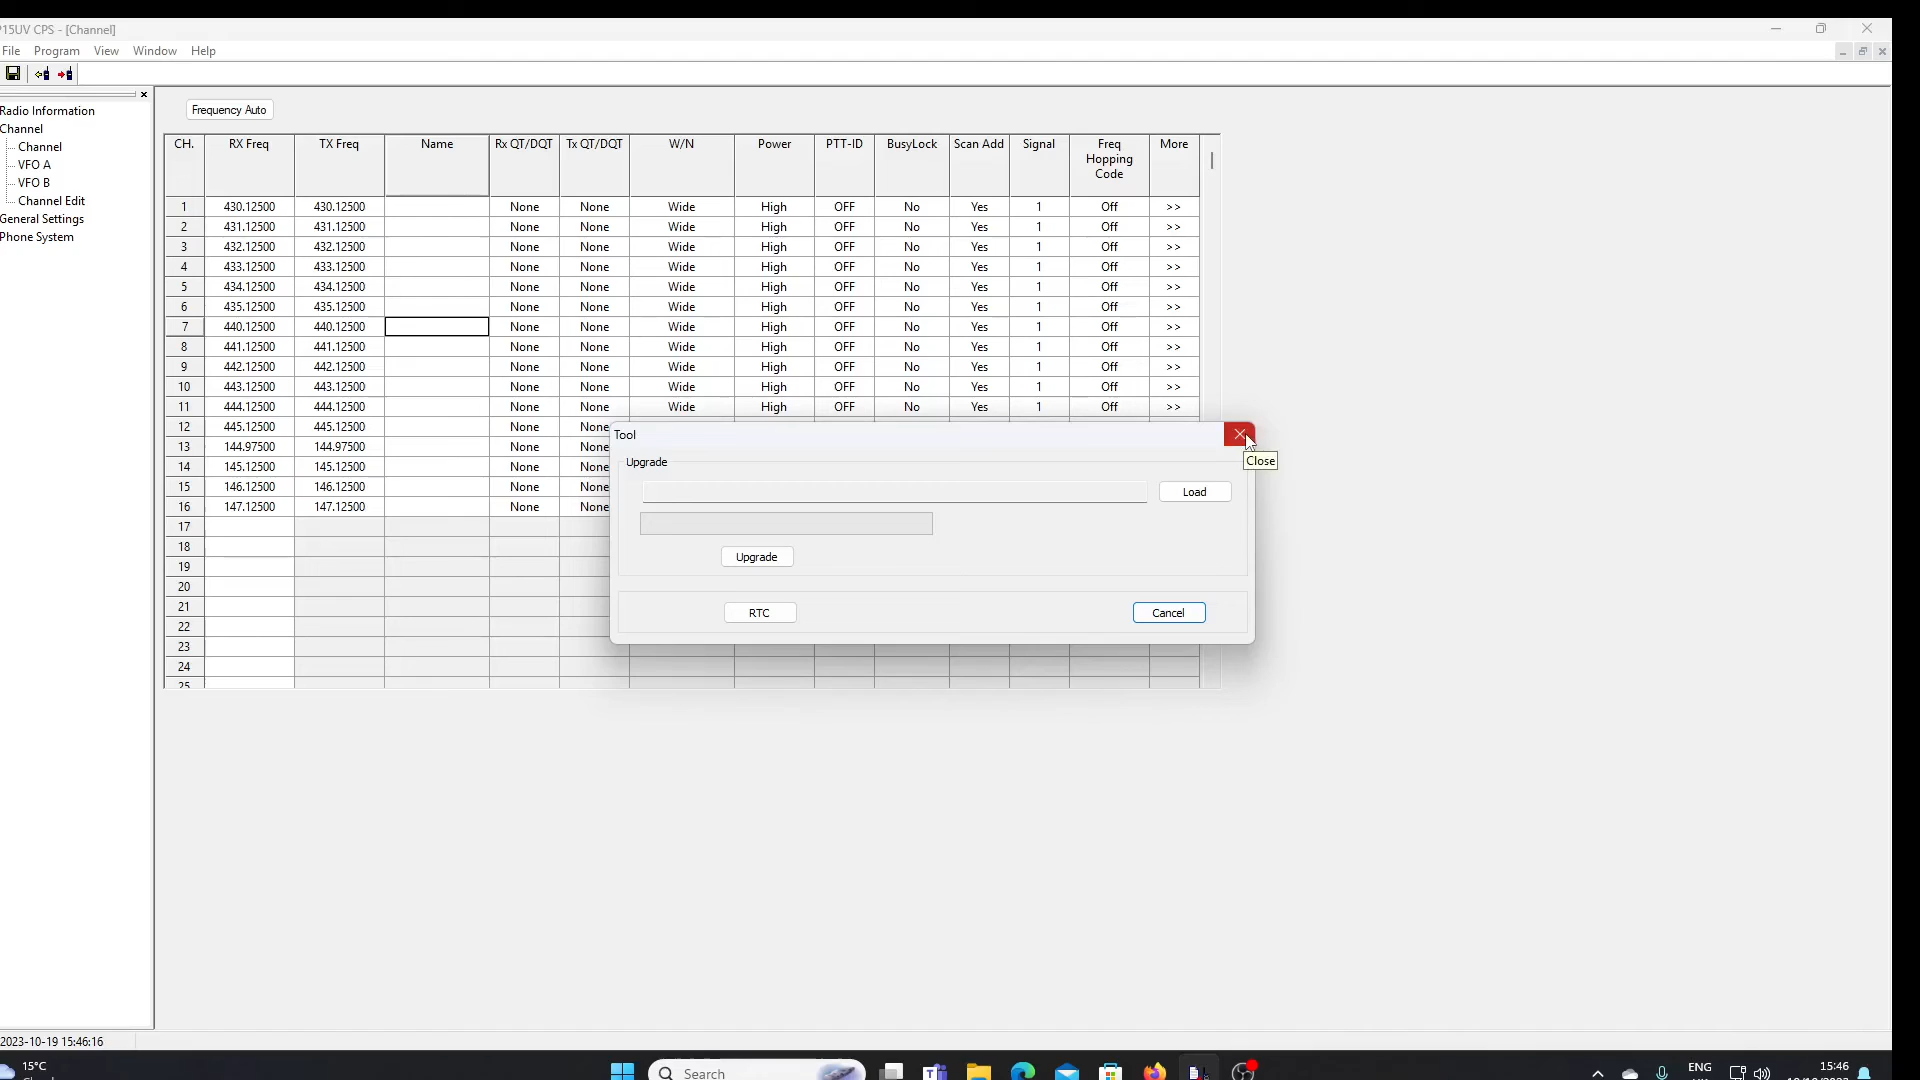 P15UV CPS - [Channel]
File Program View Window Help
Radio Information
Channel
Channel
VFO A
VFO B
Channel Edit
General Settings
Phone System
Frequency Auto
CH. RX Freq TX Freq Name Rx QT/DQT Tx QT/DQT W/N Power PTT-ID BusyLock Scan Add Signal Freq Hopping Code More
1 430.12500 430.12500 None None Wide High OFF No Yes 1 Off >>
2 431.12500 431.12500 None None Wide High OFF No Yes 1 Off >>
3 432.12500 432.12500 None None Wide High OFF No Yes 1 Off >>
4 433.12500 433.12500 None None Wide High OFF No Yes 1 Off >>
5 434.12500 434.12500 None None Wide High OFF No Yes 1 Off >>
6 435.12500 435.12500 None None Wide High OFF No Yes 1 Off >>
7 440.12500 440.12500 None None Wide High OFF No Yes 1 Off >>
8 441.12500 441.12500 None None Wide High OFF No Yes 1 Off >>
9 442.12500 442.12500 None None Wide High OFF No Yes 1 Off >>
10 443.12500 443.12500 None None Wide High OFF No Yes 1 Off >>
11 444.12500 444.12500 None None Wide High OFF No Yes 1 Off >>
12 445.12500 445.12500 None None
13 144.97500 144.97500 None None
14 145.12500 145.12500 None None
15 146.12500 146.12500 None None
16 147.12500 147.12500 None None
17
18
19
20
21
22
23
24
25
Tool
Close
Upgrade
Load
Upgrade
RTC Cancel
2023-10-19 15:46:16
15°C
Search
ENG
15:46